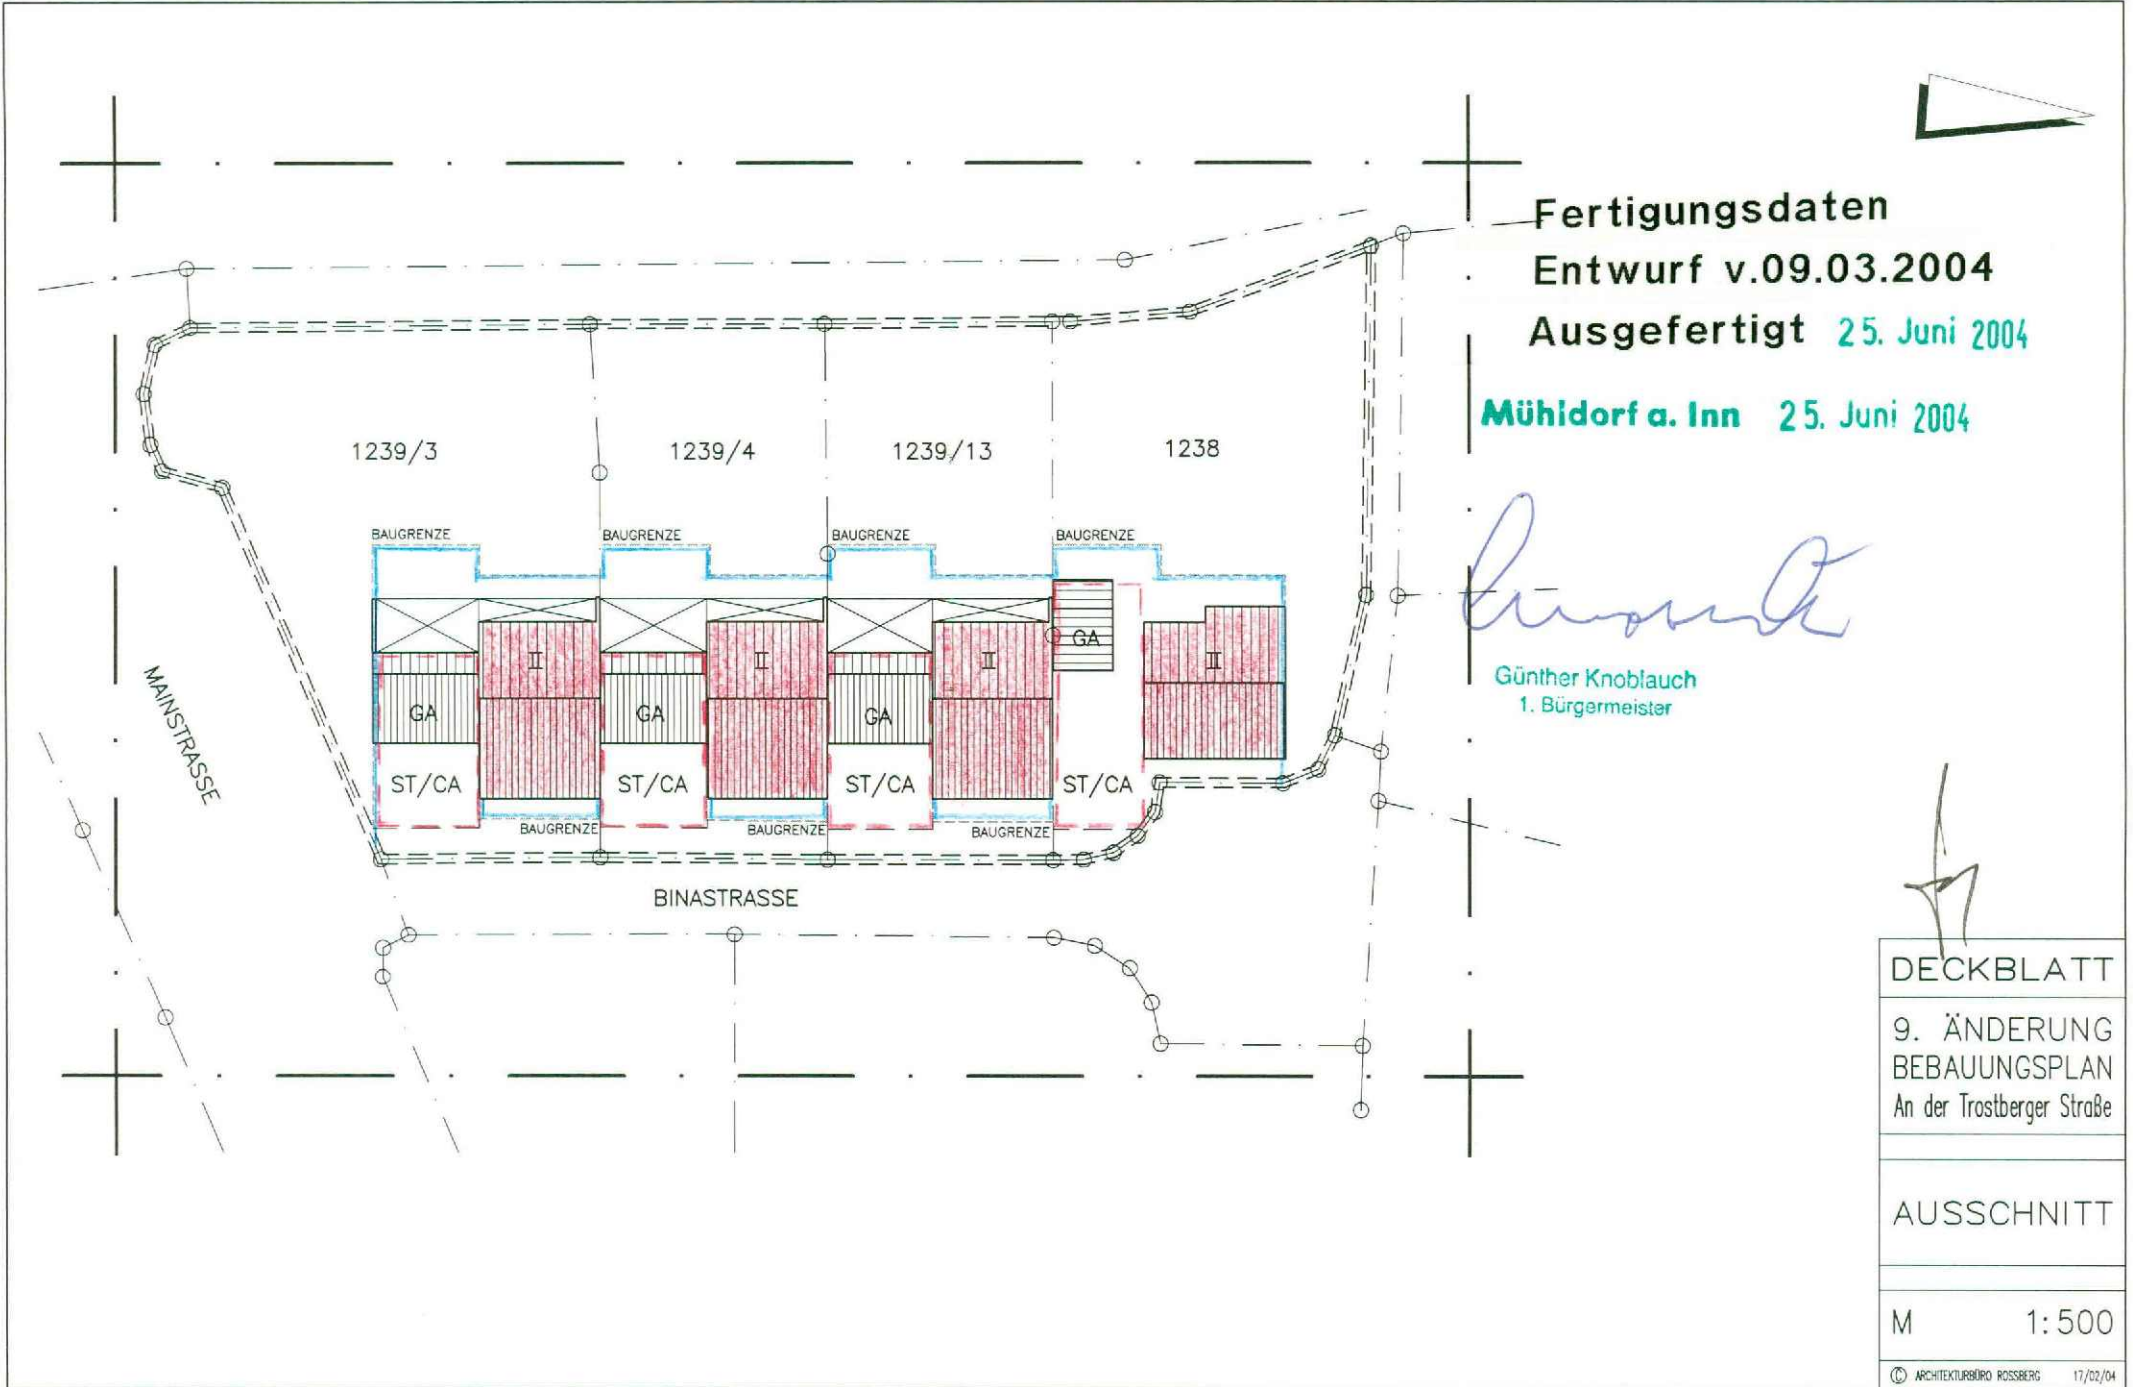 Fertigungsdaten
Entwurf v.09.03.2004
Ausgefertigt 25. Juni 2004
Mühldorf a. Inn 25. Juni 2004
1239/3 1239/4 1239/13 1238
BAUGRENZE BAUGRENZE BAUGRENZE BAUGRENZE
GA
II II II II
GA GA GA
ST/CA ST/CA ST/CA ST/CA
BAUGRENZE BAUGRENZE BAUGRENZE
MAINSTRASSE
BINASTRASSE
Günther Knoblauch
1. Bürgermeister
DECKBLATT
9. ÄNDERUNG
BEBAUUNGSPLAN
An der Trostberger Straße
AUSSCHNITT
M 1:500
© ARCHITEKTURBÜRO ROSSBERG 17/02/04